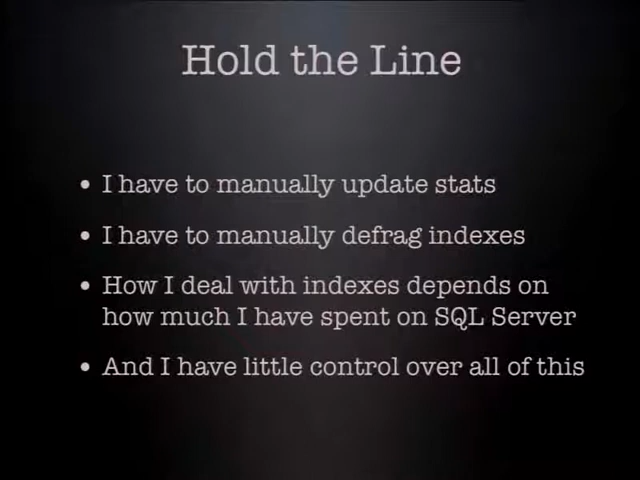 Hold the Line
• I have to manually update stats
• I have to manually defrag indexes
• How I deal with indexes depends on
how much I have spent on SQL Server
• And I have little control over all of this